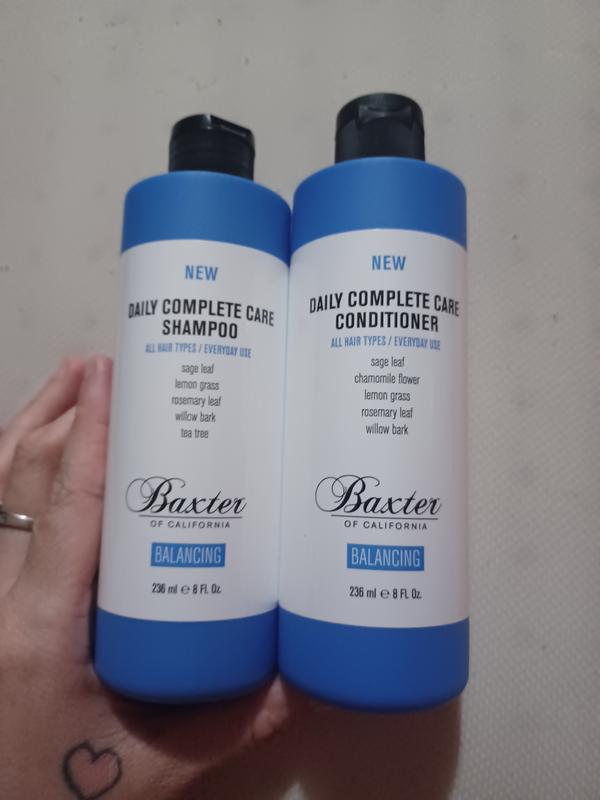 NEW
DAILY COMPLETE CARE
SHAMPOO
ALL HAIR TYPES / EVERYDAY USE
sage leaf
lemon grass
rosemary leaf
willow bark
tea tree
Baxter
OF CALIFORNIA
BALANCING
236 ml ℮ 8 Fl. Oz.
NEW
DAILY COMPLETE CARE
CONDITIONER
ALL HAIR TYPES / EVERYDAY USE
sage leaf
chamomile flower
lemon grass
rosemary leaf
willow bark
Baxter
OF CALIFORNIA
BALANCING
236 ml ℮ 8 Fl. Oz.